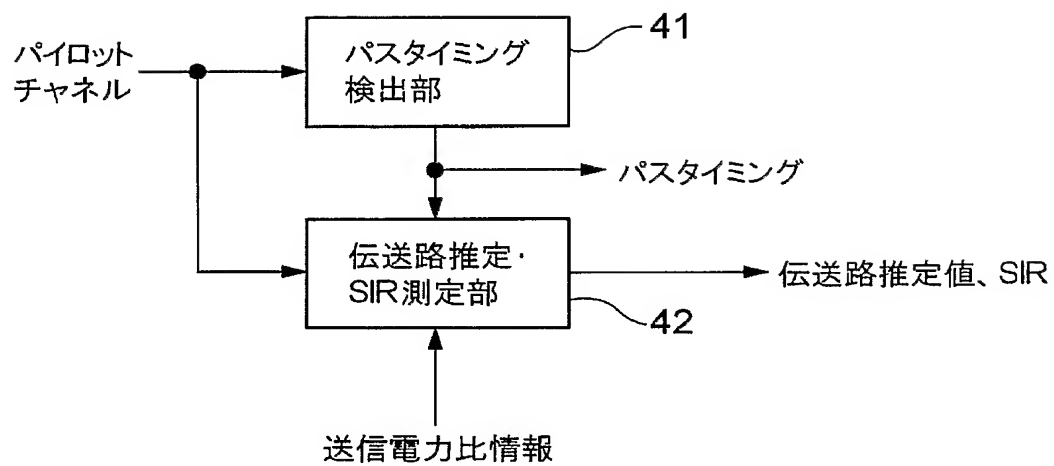 パイロット
チャネル
パスタイミング
検出部
41
パスタイミング
伝送路推定・
SIR測定部
42
伝送路推定値、SIR
送信電力比情報